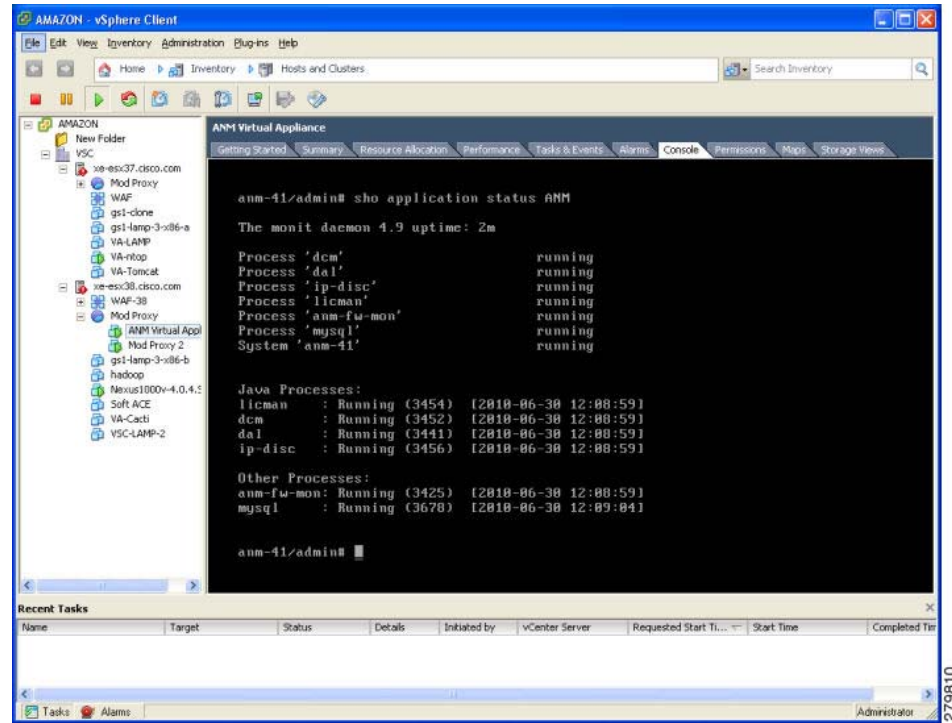 AMAZON - vSphere Client
File Edit View Inventory Administration Plug-ins Help
Home Inventory Hosts and Clusters
Search Inventory
AMAZON
New Folder
VSC
xe-esx37.cisco.com
Mod Proxy
WAF
gs1-clone
gs1-lamp-3-x86-a
VA-LAMP
VA-ntop
VA-Tomcat
xe-esx38.cisco.com
WAF-38
Mod Proxy
ANM Virtual Appl
Mod Proxy 2
gs1-lamp-3-x86-b
hadoop
Nexus1000v-4.0.4.S
Soft ACE
VA-Cacti
VSC-LAMP-2
ANM Virtual Appliance
Getting Started Summary Resource Allocation Performance Tasks & Events Alarms Console Permissions Maps Storage Views
anm-41/admin# sho application status ANM
The monit daemon 4.9 uptime: 2m
Process 'dcm' running
Process 'dal' running
Process 'ip-disc' running
Process 'licman' running
Process 'anm-fw-mon' running
Process 'mysql' running
System 'anm-41' running
Java Processes:
licman : Running (3454) [2010-06-30 12:08:59]
dcm : Running (3452) [2010-06-30 12:08:59]
dal : Running (3441) [2010-06-30 12:08:59]
ip-disc : Running (3456) [2010-06-30 12:08:59]
Other Processes:
anm-fw-mon: Running (3425) [2010-06-30 12:08:59]
mysql : Running (3678) [2010-06-30 12:09:04]
anm-41/admin#
Recent Tasks
Name Target Status Details Initiated by vCenter Server Requested Start Ti... Start Time Completed Tim
Tasks Alarms Administrator
279810